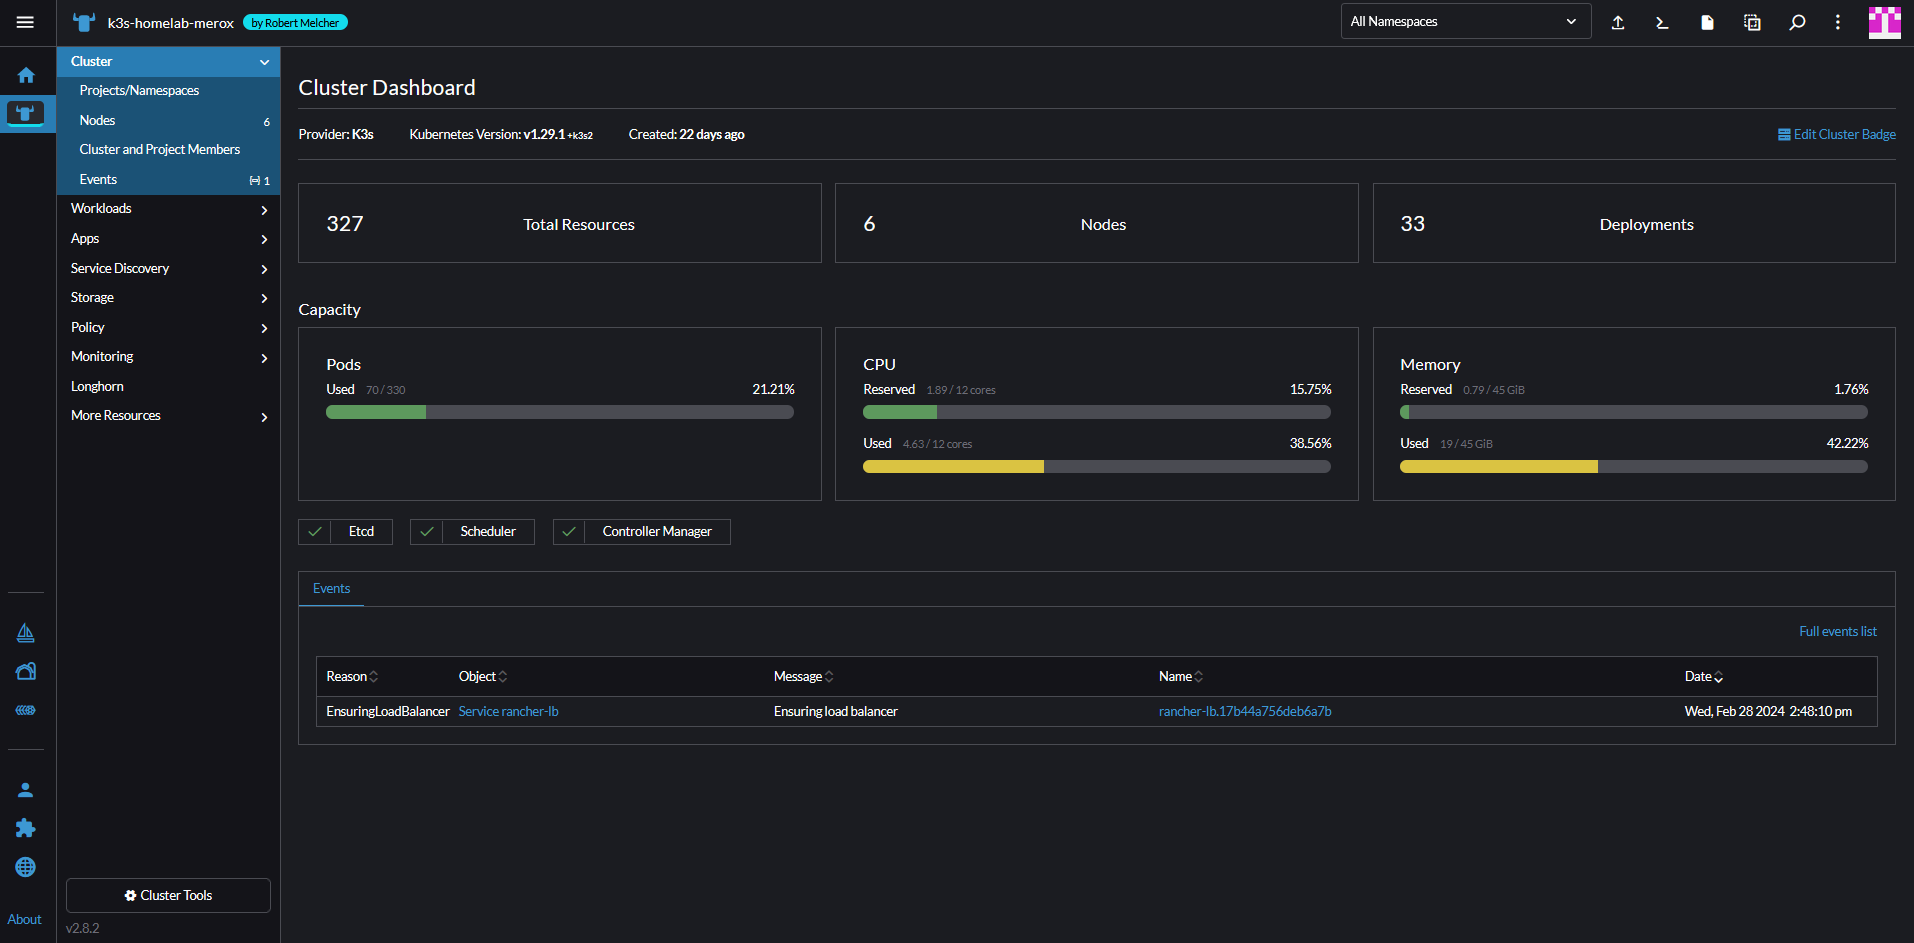 k3s-homelab-merox by Robert Melcher
All Namespaces
Cluster
Projects/Namespaces
Nodes 6
Cluster and Project Members
Events 1
Workloads
Apps
Service Discovery
Storage
Policy
Monitoring
Longhorn
More Resources
Cluster Tools
v2.8.2
About
Cluster Dashboard
Provider: K3s Kubernetes Version: v1.29.1 +k3s2 Created: 22 days ago
Edit Cluster Badge
327 Total Resources
6 Nodes
33 Deployments
Capacity
Pods
Used 70 / 330 21.21%
CPU
Reserved 1.89 / 12 cores 15.75%
Used 4.63 / 12 cores 38.56%
Memory
Reserved 0.79 / 45 GiB 1.76%
Used 19 / 45 GiB 42.22%
Etcd
Scheduler
Controller Manager
Events
Full events list
Reason Object Message Name Date
EnsuringLoadBalancer Service rancher-lb Ensuring load balancer rancher-lb.17b44a756deb6a7b Wed, Feb 28 2024 2:48:10 pm